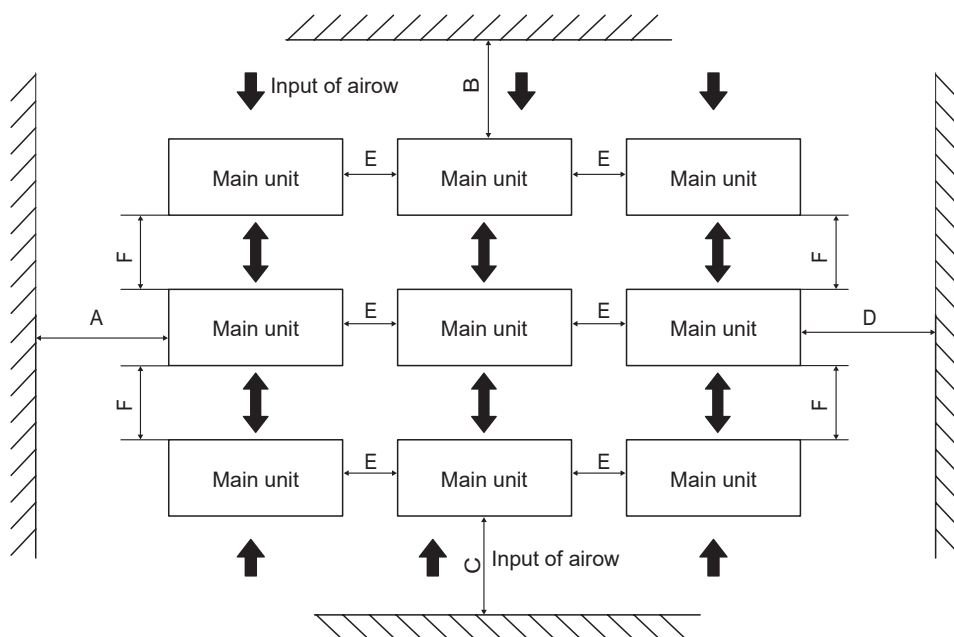 Input of airow
B
Main unit E Main unit E Main unit
F F
A Main unit E Main unit E Main unit D
F F
Main unit E Main unit E Main unit
C Input of airow